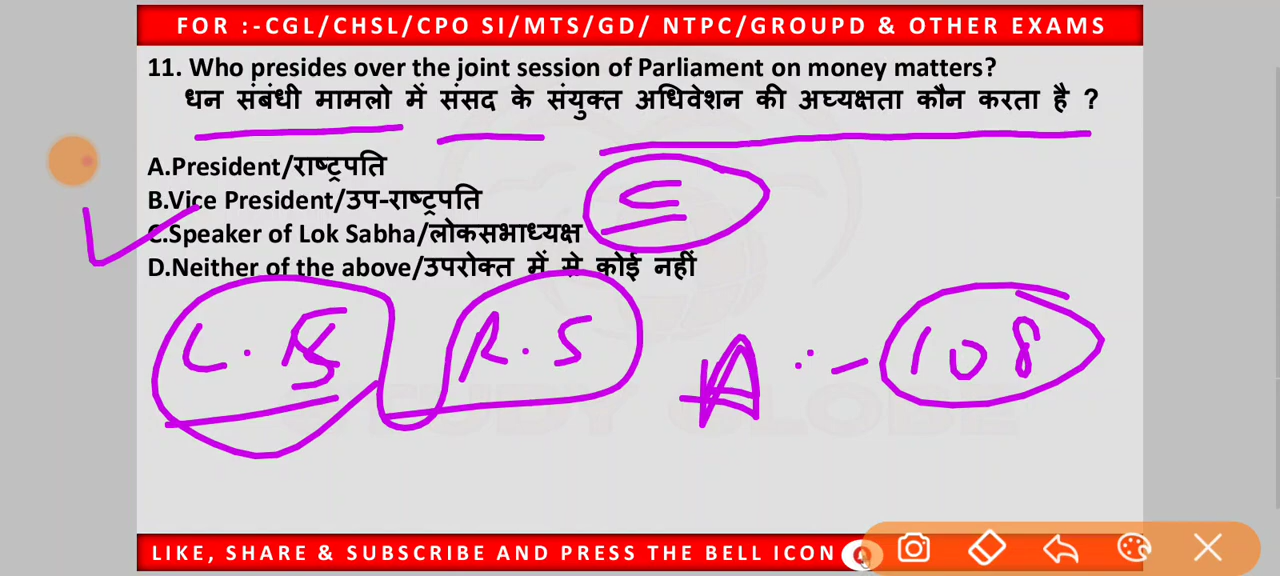 FOR :-CGL/CHSL/CPO SI/MTS/GD/ NTPC/GROUPD & OTHER EXAMS
11. Who presides over the joint session of Parliament on money matters?
धन संबंधी मामलो में संसद के संयुक्त अधिवेशन की अध्यक्षता कौन करता है ?
A.President/राष्ट्रपति
B.Vice President/उप-राष्ट्रपति
C.Speaker of Lok Sabha/लोकसभाध्यक्ष
D.Neither of the above/उपरोक्त में से कोई नहीं
L.S R.S A:-108
STUDY GLOBE
LIKE, SHARE & SUBSCRIBE AND PRESS THE BELL ICON